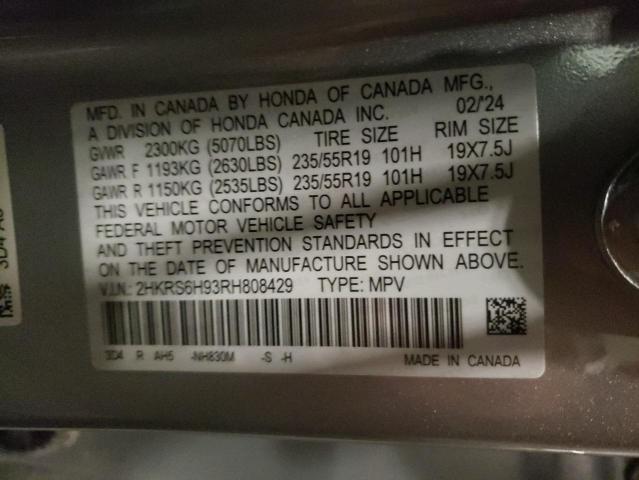 MFD. IN CANADA BY HONDA OF CANADA MFG.,
A DIVISION OF HONDA CANADA INC. 02/'24
GVWR 2300KG (5070LBS) TIRE SIZE RIM SIZE
GAWR F 1193KG (2630LBS) 235/55R19 101H 19X7.5J
GAWR R 1150KG (2535LBS) 235/55R19 101H 19X7.5J
THIS VEHICLE CONFORMS TO ALL APPLICABLE
FEDERAL MOTOR VEHICLE SAFETY
AND THEFT PREVENTION STANDARDS IN EFFECT
ON THE DATE OF MANUFACTURE SHOWN ABOVE.
V.I.N.: 2HKRS6H93RH808429 TYPE: MPV
3D4 R AH5 -NH830M -S -H MADE IN CANADA